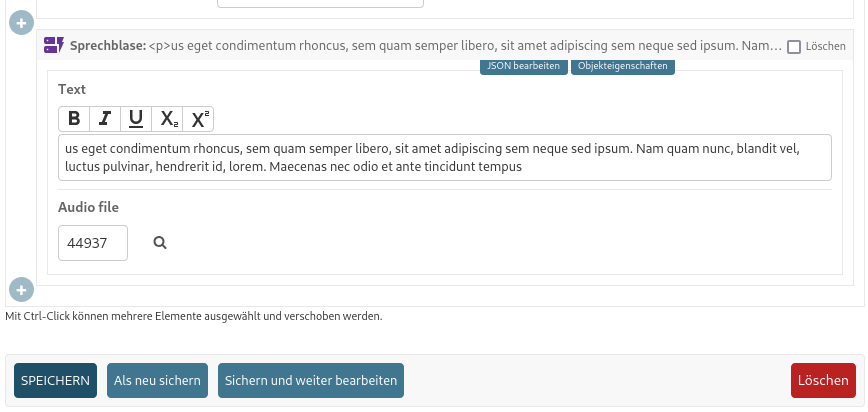 Sprechblase: <p>us eget condimentum rhoncus, sem quam semper libero, sit amet adipiscing sem neque sed ipsum. Nam… Löschen
JSON bearbeiten Objekteigenschaften
Text
B I U X₂ X²
us eget condimentum rhoncus, sem quam semper libero, sit amet adipiscing sem neque sed ipsum. Nam quam nunc, blandit vel,
luctus pulvinar, hendrerit id, lorem. Maecenas nec odio et ante tincidunt tempus
Audio file
44937
Mit Ctrl-Click können mehrere Elemente ausgewählt und verschoben werden.
SPEICHERN Als neu sichern Sichern und weiter bearbeiten Löschen